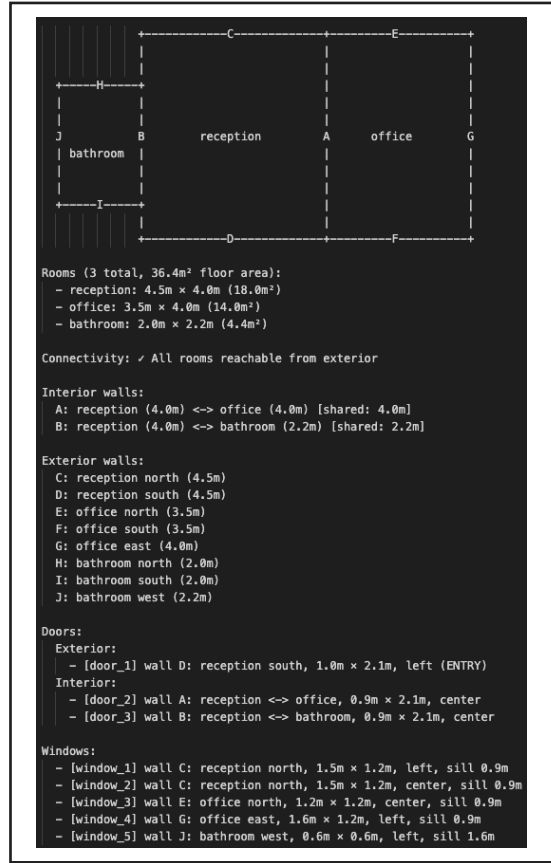 +------------C-------------+-------E---------+
H
J B reception A office G
bathroom
I
+------------D-------------+-------F---------+
Rooms (3 total, 36.4m² floor area):
- reception: 4.5m × 4.0m (18.0m²)
- office: 3.5m × 4.0m (14.0m²)
- bathroom: 2.0m × 2.2m (4.4m²)
Connectivity: ✓ All rooms reachable from exterior
Interior walls:
A: reception (4.0m) <-> office (4.0m) [shared: 4.0m]
B: reception (4.0m) <-> bathroom (2.2m) [shared: 2.2m]
Exterior walls:
C: reception north (4.5m)
D: reception south (4.5m)
E: office north (3.5m)
F: office south (3.5m)
G: office east (4.0m)
H: bathroom north (2.0m)
I: bathroom south (2.0m)
J: bathroom west (2.2m)
Doors:
Exterior:
- [door_1] wall D: reception south, 1.0m × 2.1m, left (ENTRY)
Interior:
- [door_2] wall A: reception <-> office, 0.9m × 2.1m, center
- [door_3] wall B: reception <-> bathroom, 0.9m × 2.1m, center
Windows:
- [window_1] wall C: reception north, 1.5m × 1.2m, left, sill 0.9m
- [window_2] wall C: reception north, 1.5m × 1.2m, center, sill 0.9m
- [window_3] wall E: office north, 1.2m × 1.2m, center, sill 0.9m
- [window_4] wall G: office east, 1.6m × 1.2m, left, sill 0.9m
- [window_5] wall J: bathroom west, 0.6m × 0.6m, left, sill 1.6m